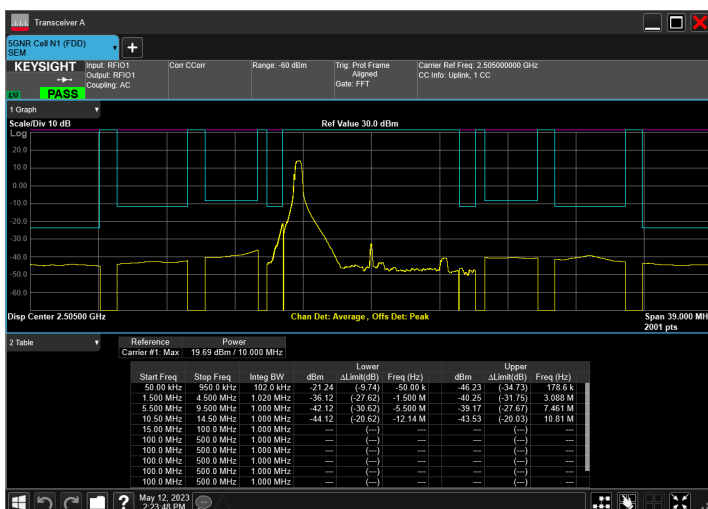 Transceiver A
5GNR Cell N1 (FDD)
SEM
KEYSIGHT
LXI
PASS
Input: RFIO1
Output: RFIO1
Coupling: AC
Corr CCorr
Range: -60 dBm
Trig: Prot Frame
Aligned
Gate: FFT
Carrier Ref Freq: 2.505000000 GHz
CC Info: Uplink, 1 CC
1 Graph
Scale/Div 10 dB
Ref Value 30.0 dBm
Log
20.0
10.0
0.00
-10.0
-20.0
-30.0
-40.0
-50.0
-60.0
Disp Center 2.50500 GHz
Chan Det: Average, Offs Det: Peak
Span 39.000 MH
2001 pts
2 Table
Reference Power
Carrier #1: Max 19.69 dBm / 10.000 MHz
Lower Upper
Start Freq Stop Freq Integ BW dBm ΔLimit(dB) Freq (Hz) dBm ΔLimit(dB) Freq (Hz)
50.00 kHz 950.0 kHz 102.0 kHz -21.24 (-9.74) -50.00 k -46.23 (-34.73) 178.6 k
1.500 MHz 4.500 MHz 1.020 MHz -36.12 (-27.62) -1.500 M -40.25 (-31.75) 3.088 M
5.500 MHz 9.500 MHz 1.000 MHz -42.12 (-30.62) -5.500 M -39.17 (-27.67) 7.461 M
10.50 MHz 14.50 MHz 1.000 MHz -44.12 (-20.62) -12.14 M -43.53 (-20.03) 10.81 M
15.00 MHz 100.0 MHz 1.000 MHz --- (---) --- --- (---) ---
100.0 MHz 500.0 MHz 1.000 MHz --- (---) --- --- (---) ---
100.0 MHz 500.0 MHz 1.000 MHz --- (---) --- --- (---) ---
100.0 MHz 500.0 MHz 1.000 MHz --- (---) --- --- (---) ---
100.0 MHz 500.0 MHz 1.000 MHz --- (---) --- --- (---) ---
100.0 MHz 500.0 MHz 1.000 MHz --- (---) --- --- (---) ---
May 12, 2023
2:23:48 PM